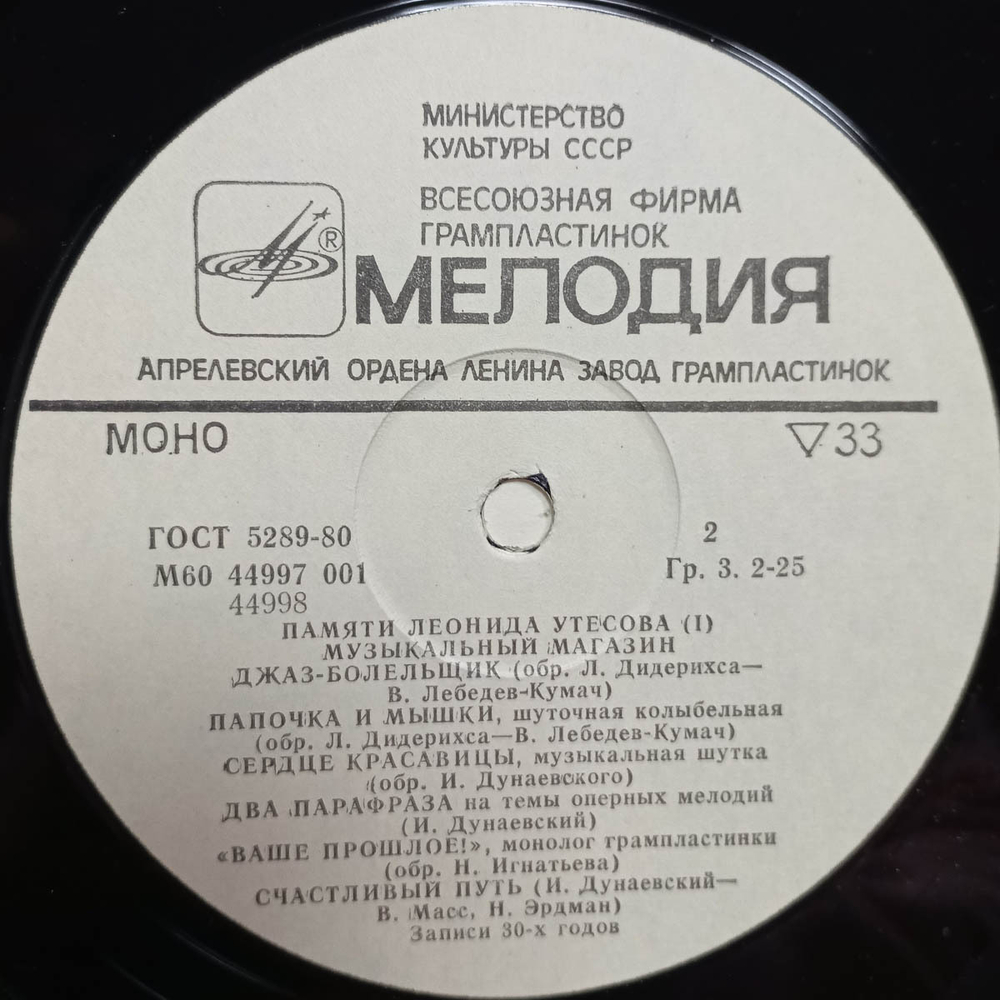 МИНИСТЕРСТВО
КУЛЬТУРЫ СССР
ВСЕСОЮЗНАЯ ФИРМА
ГРАМПЛАСТИНОК
®
МЕЛОДИЯ
АПРЕЛЕВСКИЙ ОРДЕНА ЛЕНИНА ЗАВОД ГРАМПЛАСТИНОК
МОНО ▽33
ГОСТ 5289-80 2
М60 44997 001 Гр. 3. 2-25
44998
ПАМЯТИ ЛЕОНИДА УТЕСОВА (I)
МУЗЫКАЛЬНЫЙ МАГАЗИН
ДЖАЗ-БОЛЕЛЬЩИК (обр. Л. Дидерихса—
В. Лебедев-Кумач)
ПАПОЧКА И МЫШКИ, шуточная колыбельная
(обр. Л. Дидерихса—В. Лебедев-Кумач)
СЕРДЦЕ КРАСАВИЦЫ, музыкальная шутка
(обр. И. Дунаевского)
ДВА ПАРАФРАЗА на темы оперных мелодий
(И. Дунаевский)
«ВАШЕ ПРОШЛОЕ!», монолог грампластинки
(обр. Н. Игнатьева)
СЧАСТЛИВЫЙ ПУТЬ (И. Дунаевский—
В. Масс, Н. Эрдман)
Записи 30-х годов